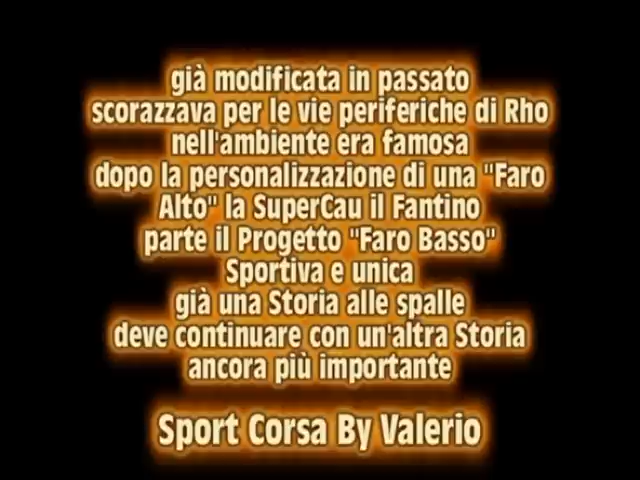 già modificata in passato
scorazzava per le vie periferiche di Rho
nell'ambiente era famosa
dopo la personalizzazione di una "Faro
Alto" la SuperCau il Fantino
parte il Progetto "Faro Basso"
Sportiva e unica
già una Storia alle spalle
deve continuare con un'altra Storia
ancora più importante
Sport Corsa By Valerio